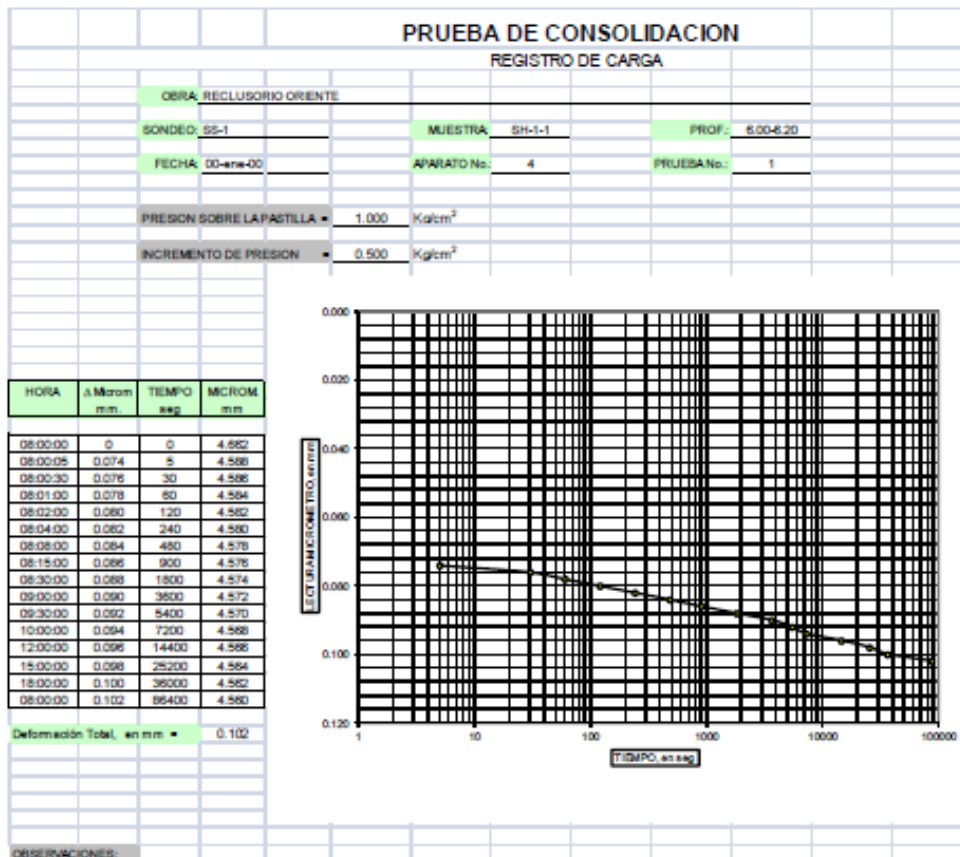 PRUEBA DE CONSOLIDACION
REGISTRO DE CARGA
OBRA: RECLUSORIO ORIENTE
SONDEO: SS-1 MUESTRA: SH-1-1 PROF.: 6.00-6.20
FECHA: 00-ene-00 APARATO No.: 4 PRUEBA No.: 1
PRESION SOBRE LA PASTILLA = 1.000 Kg/cm²
INCREMENTO DE PRESION = 0.500 Kg/cm²
HORA Δ Microm TIEMPO MICROM.
mm. seg mm
08:00:00 0 0 4.662
08:00:05 0.074 5 4.588
08:00:30 0.076 30 4.586
08:01:00 0.078 60 4.584
08:02:00 0.080 120 4.582
08:04:00 0.082 240 4.580
08:08:00 0.084 480 4.578
08:15:00 0.086 900 4.576
08:30:00 0.088 1800 4.574
09:00:00 0.090 3600 4.572
09:30:00 0.092 5400 4.570
10:00:00 0.094 7200 4.568
12:00:00 0.096 14400 4.566
15:00:00 0.098 25200 4.564
18:00:00 0.100 36000 4.562
08:00:00 0.102 86400 4.560
Deformación Total, en mm = 0.102
LECTURA MICROMETRO, en mm
0.000
0.020
0.040
0.060
0.080
0.100
0.120
1 10 100 1000 10000 100000
TIEMPO, en seg
OBSERVACIONES: